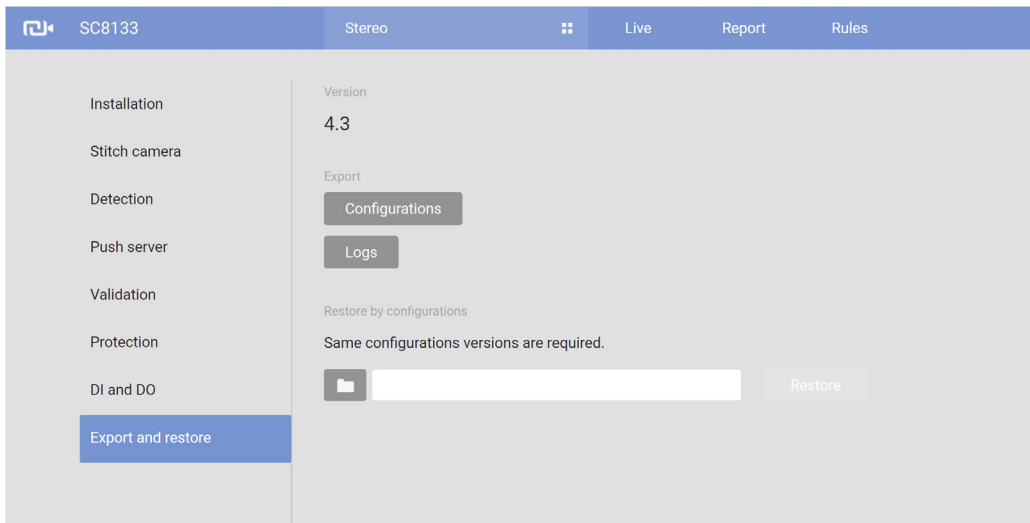 SC8133 Stereo Live Report Rules
Installation
Stitch camera
Detection
Push server
Validation
Protection
DI and DO
Export and restore
Version
4.3
Export
Configurations
Logs
Restore by configurations
Same configurations versions are required.
Restore